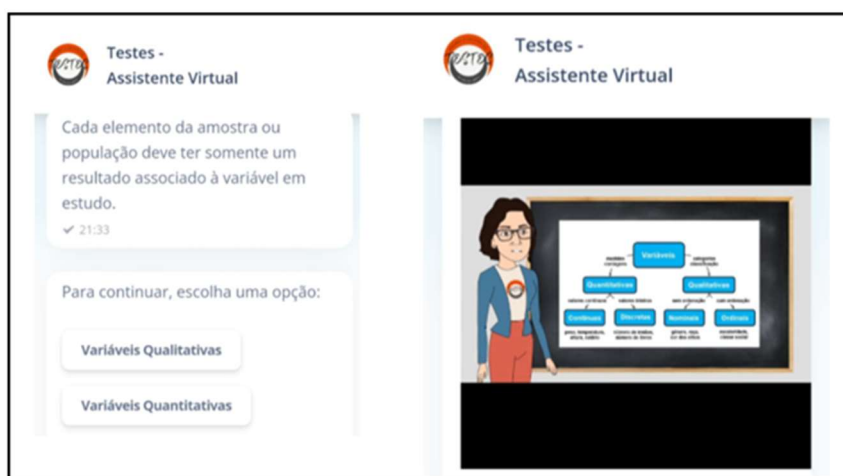 TESTOS
Testes -
Assistente Virtual
Cada elemento da amostra ou
população deve ter somente um
resultado associado à variável em
estudo.
21:33
Para continuar, escolha uma opção:
Variáveis Qualitativas
Variáveis Quantitativas
Testes -
Assistente Virtual
Variáveis
Quantitativas
Qualitativas
Contínuas
Discretas
Nominais
Ordinais